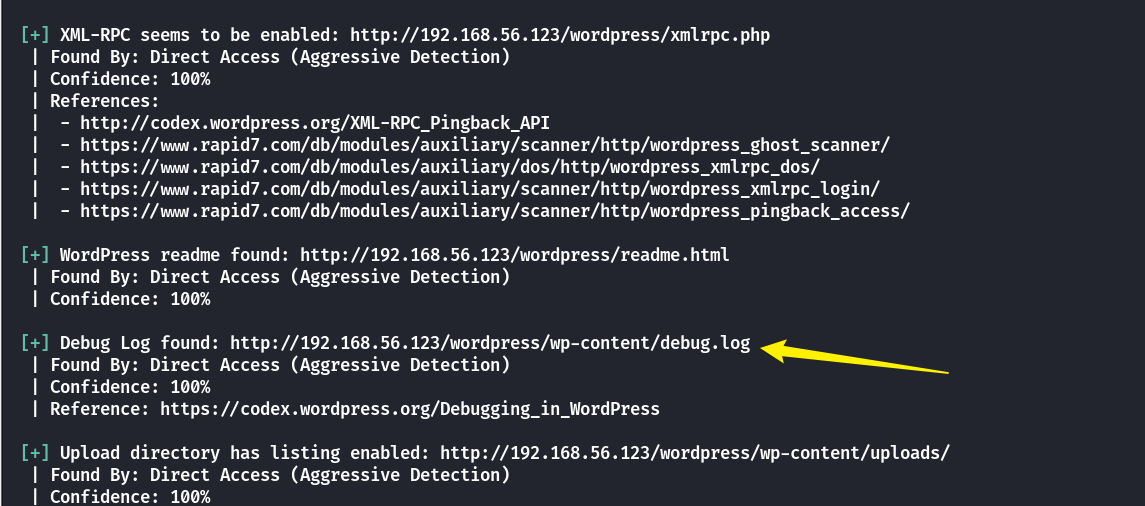 [+] XML-RPC seems to be enabled: http://192.168.56.123/wordpress/xmlrpc.php
| Found By: Direct Access (Aggressive Detection)
| Confidence: 100%
| References:
|  - http://codex.wordpress.org/XML-RPC_Pingback_API
|  - https://www.rapid7.com/db/modules/auxiliary/scanner/http/wordpress_ghost_scanner/
|  - https://www.rapid7.com/db/modules/auxiliary/dos/http/wordpress_xmlrpc_dos/
|  - https://www.rapid7.com/db/modules/auxiliary/scanner/http/wordpress_xmlrpc_login/
|  - https://www.rapid7.com/db/modules/auxiliary/scanner/http/wordpress_pingback_access/
[+] WordPress readme found: http://192.168.56.123/wordpress/readme.html
| Found By: Direct Access (Aggressive Detection)
| Confidence: 100%
[+] Debug Log found: http://192.168.56.123/wordpress/wp-content/debug.log
| Found By: Direct Access (Aggressive Detection)
| Confidence: 100%
| Reference: https://codex.wordpress.org/Debugging_in_WordPress
[+] Upload directory has listing enabled: http://192.168.56.123/wordpress/wp-content/uploads/
| Found By: Direct Access (Aggressive Detection)
| Confidence: 100%